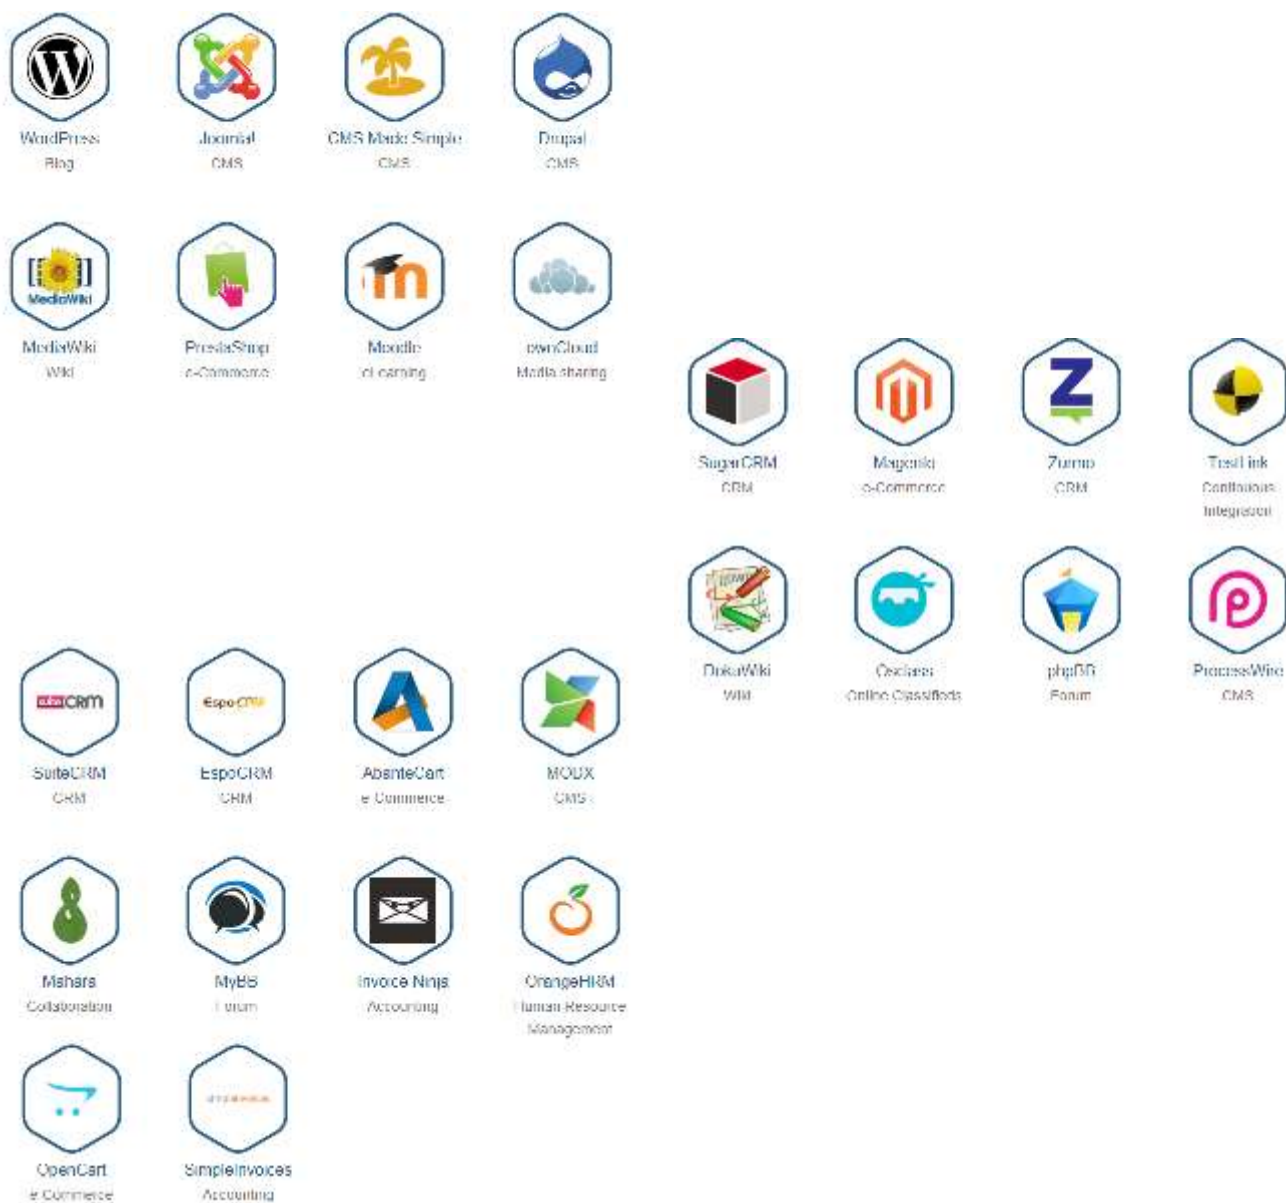 WordPress
Blog
Joomla!
CMS
CMS Made Simple
CMS
Drupal
CMS
MediaWiki
MediaWiki
Wiki
PrestaShop
e-Commerce
Moodle
eLearning
ownCloud
Media sharing
SugarCRM
CRM
Magento
e-Commerce
Zurmo
CRM
TestLink
Continuous
Integration
DokuWiki
Wiki
Osclass
Online Classifieds
phpBB
Forum
ProcessWire
CMS
CRM
SuiteCRM
CRM
EspoCRM
EspoCRM
CRM
AbanteCart
e-Commerce
MODX
CMS
Mahara
Collaboration
MyBB
Forum
Invoice Ninja
Accounting
OrangeHRM
Human Resource
Management
OpenCart
e-Commerce
SimpleInvoices
Accounting